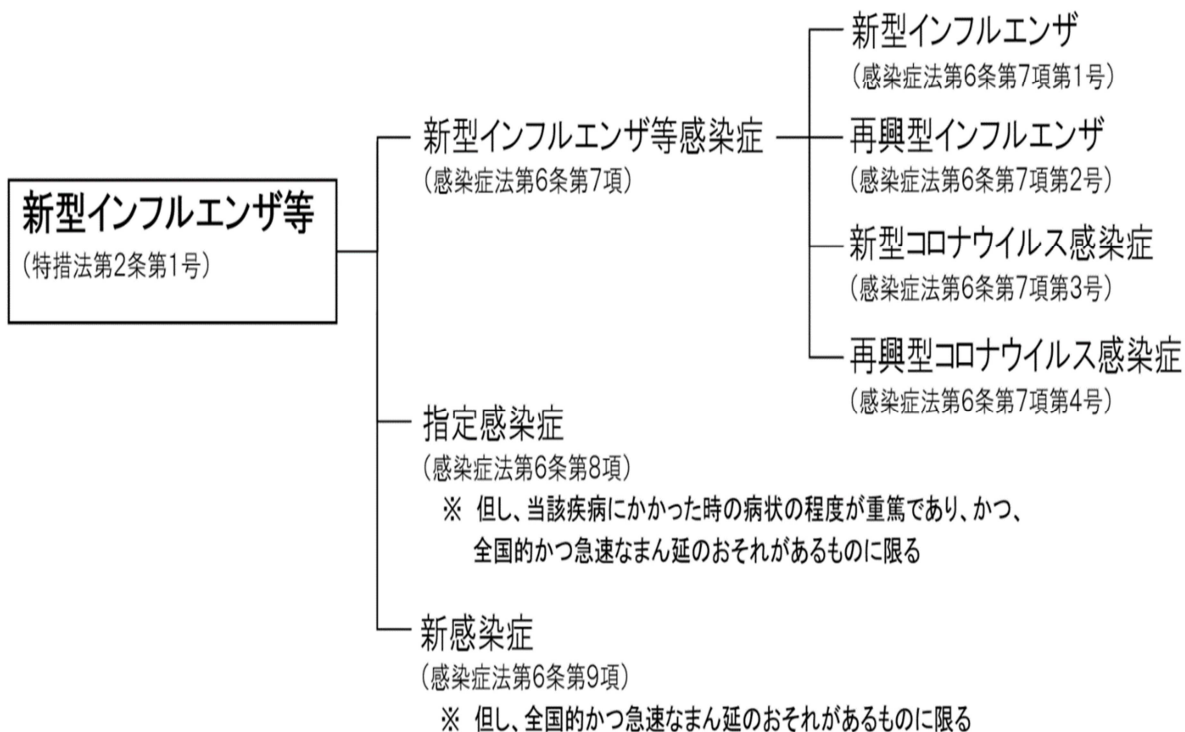 新型インフルエンザ等
（特措法第2条第1号）
新型インフルエンザ等感染症
（感染症法第6条第7項）
新型インフルエンザ
（感染症法第6条第7項第1号）
再興型インフルエンザ
（感染症法第6条第7項第2号）
新型コロナウイルス感染症
（感染症法第6条第7項第3号）
再興型コロナウイルス感染症
（感染症法第6条第7項第4号）
指定感染症
（感染症法第6条第8項）
※ 但し、当該疾病にかかった時の病状の程度が重篤であり、かつ、
全国的かつ急速なまん延のおそれがあるものに限る
新感染症
（感染症法第6条第9項）
※ 但し、全国的かつ急速なまん延のおそれがあるものに限る